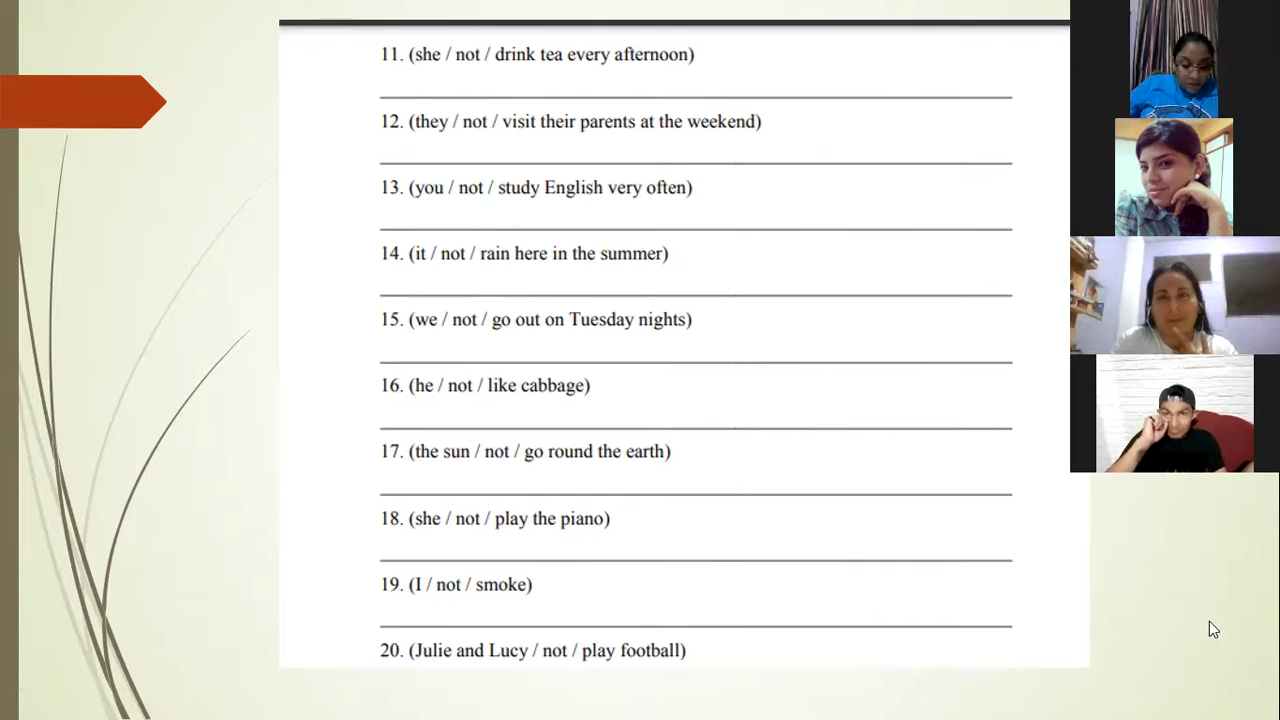 11. (she / not / drink tea every afternoon)
12. (they / not / visit their parents at the weekend)
13. (you / not / study English very often)
14. (it / not / rain here in the summer)
15. (we / not / go out on Tuesday nights)
16. (he / not / like cabbage)
17. (the sun / not / go round the earth)
18. (she / not / play the piano)
19. (I / not / smoke)
20. (Julie and Lucy / not / play football)